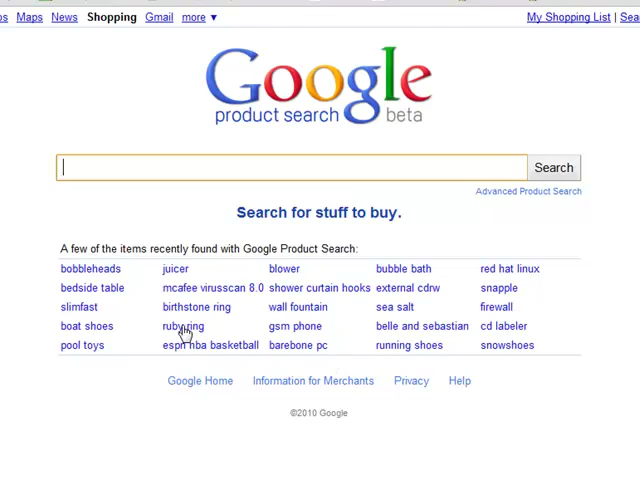 Maps News Shopping Gmail more ▼ My Shopping List |
Google
product search beta
Search
Advanced Product Search
Search for stuff to buy.
A few of the items recently found with Google Product Search:
bobbleheads juicer blower bubble bath red hat linux
bedside table mcafee virusscan 8.0 shower curtain hooks external cdrw snapple
slimfast birthstone ring wall fountain sea salt firewall
boat shoes ruby ring gsm phone belle and sebastian cd labeler
pool toys espn nba basketball barebone pc running shoes snowshoes
Google Home Information for Merchants Privacy Help
©2010 Google